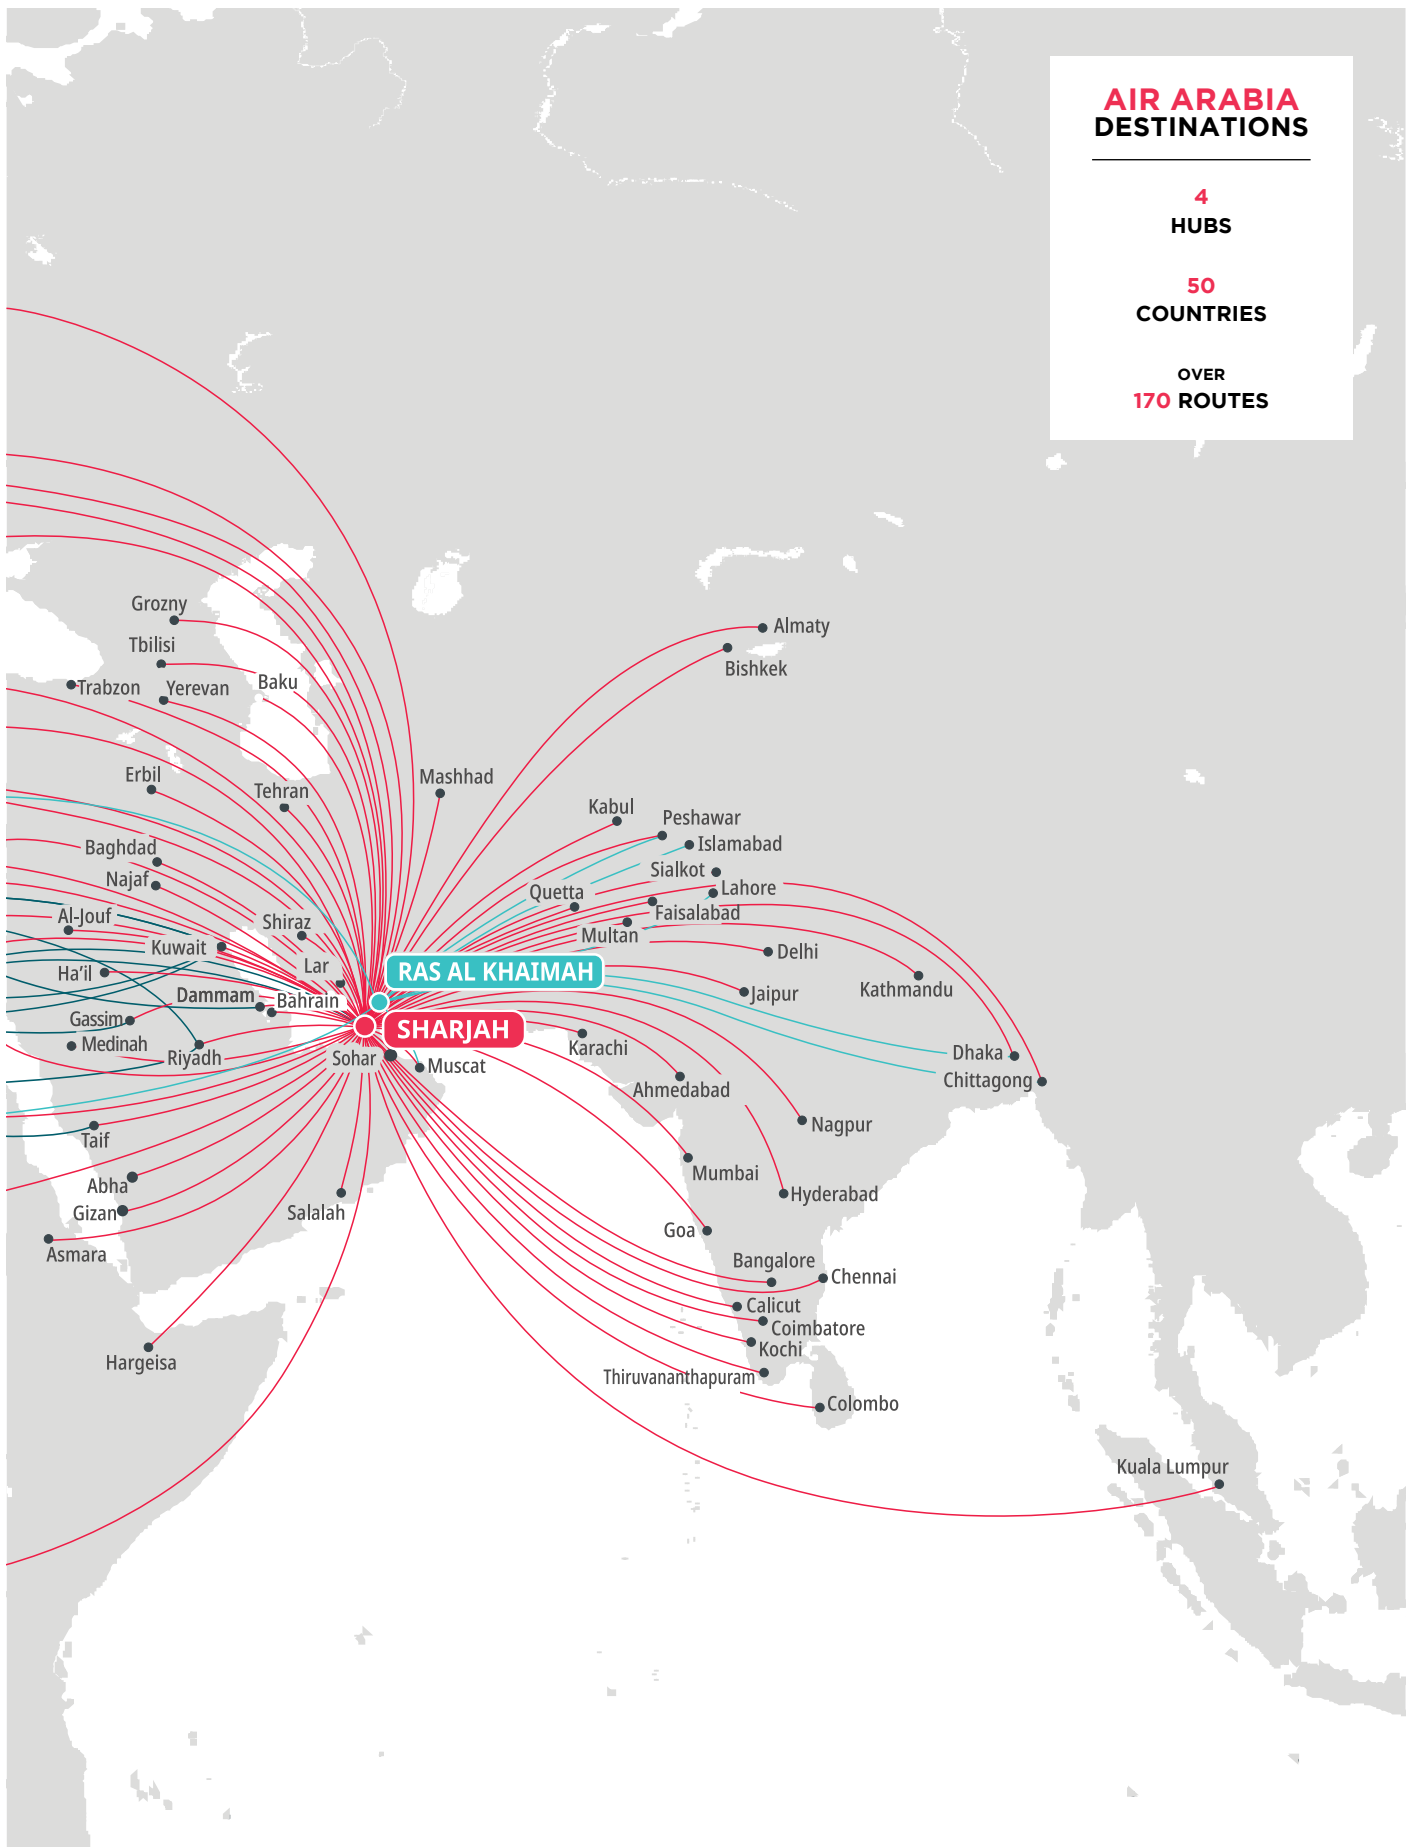 AIR ARABIA
DESTINATIONS
4
HUBS
50
COUNTRIES
OVER
170 ROUTES
Grozny
Almaty
Tbilisi
Bishkek
Trabzon
Yerevan
Baku
Erbil
Tehran
Mashhad
Kabul
Peshawar
Baghdad
Islamabad
Najaf
Sialkot
Quetta
Lahore
Al-Jouf
Shiraz
Faisalabad
Kuwait
Multan
Delhi
Ha'il
Lar
RAS AL KHAIMAH
Kathmandu
Dammam
Bahrain
Jaipur
Gassim
SHARJAH
Medinah
Riyadh
Sohar
Muscat
Karachi
Dhaka
Ahmedabad
Chittagong
Taif
Nagpur
Abha
Mumbai
Hyderabad
Gizan
Salalah
Goa
Asmara
Bangalore
Chennai
Calicut
Coimbatore
Kochi
Hargeisa
Thiruvananthapuram
Colombo
Kuala Lumpur